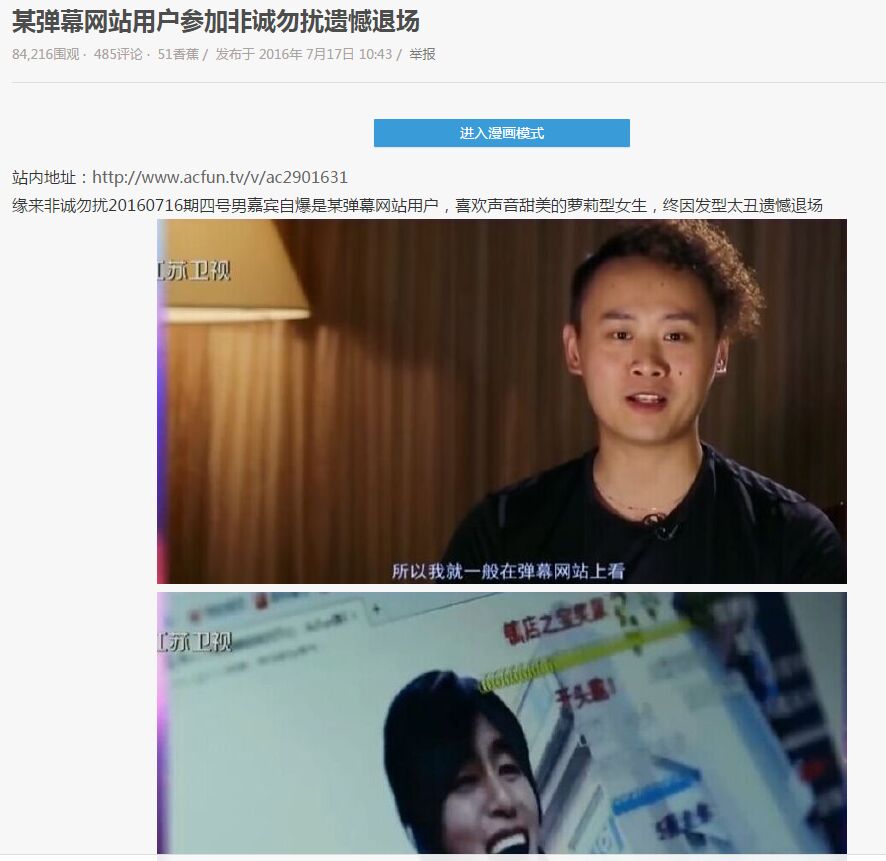 某弹幕网站用户参加非诚勿扰遗憾退场
84,216围观· 485评论· 51香蕉 / 发布于 2016年 7月17日 10:43 / 举报
进入漫画模式
站内地址：http://www.acfun.tv/v/ac2901631
缘来非诚勿扰20160716期四号男嘉宾自爆是某弹幕网站用户，喜欢声音甜美的萝莉型女生，终因发型太丑遗憾退场
江苏卫视
所以我就一般在弹幕网站上看
江苏卫视
镇店之宝